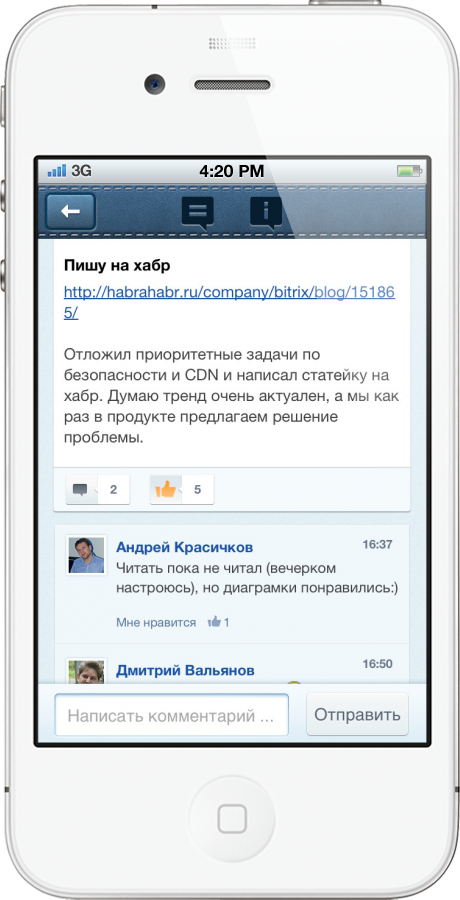 3G 4:20 PM
Пишу на хабр
http://habrahabr.ru/company/bitrix/blog/15186
5/
Отложил приоритетные задачи по
безопасности и CDN и написал статейку на
хабр. Думаю тренд очень актуален, а мы как
раз в продукте предлагаем решение
проблемы.
2 5
Андрей Красичков 16:37
Читать пока не читал (вечерком
настроюсь), но диаграмки понравились:)
Мне нравится 1
Дмитрий Вальянов 16:50
Написать комментарий ... Отправить